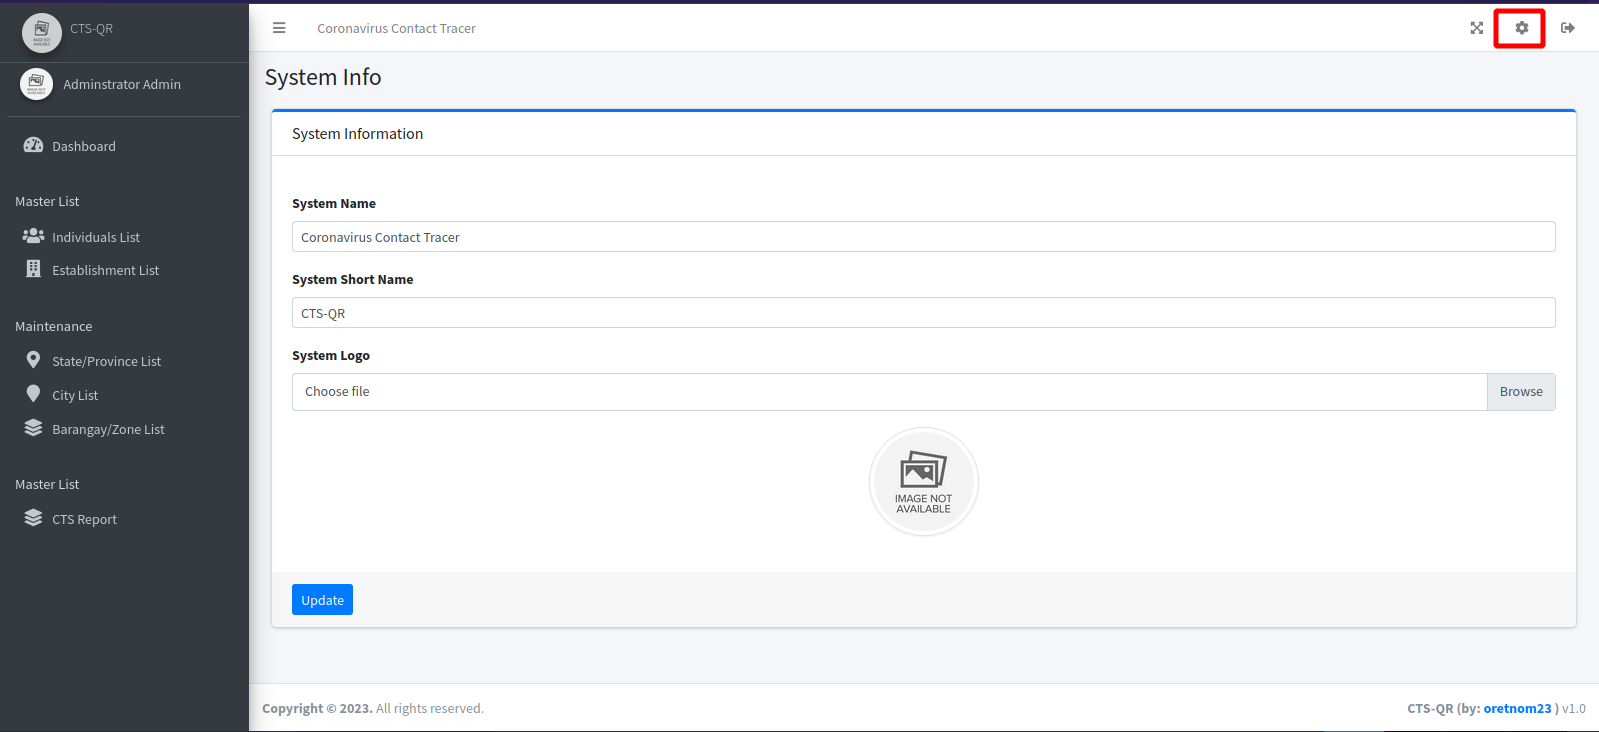 CTS-QR
Coronavirus Contact Tracer
Adminstrator Admin
Dashboard
Master List
Individuals List
Establishment List
Maintenance
State/Province List
City List
Barangay/Zone List
Master List
CTS Report
System Info
System Information
System Name
Coronavirus Contact Tracer
System Short Name
CTS-QR
System Logo
Choose file
Browse
IMAGE NOT
AVAILABLE
Update
Copyright © 2023. All rights reserved.
CTS-QR (by: oretnom23 ) v1.0